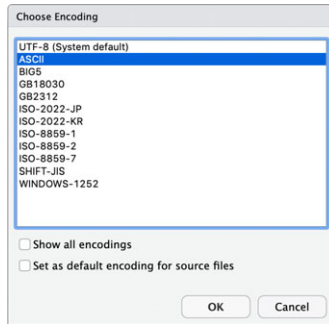 Choose Encoding
UTF-8 (System default)
ASCII
BIG5
GB18030
GB2312
ISO-2022-JP
ISO-2022-KR
ISO-8859-1
ISO-8859-2
ISO-8859-7
SHIFT-JIS
WINDOWS-1252
Show all encodings
Set as default encoding for source files
OK Cancel